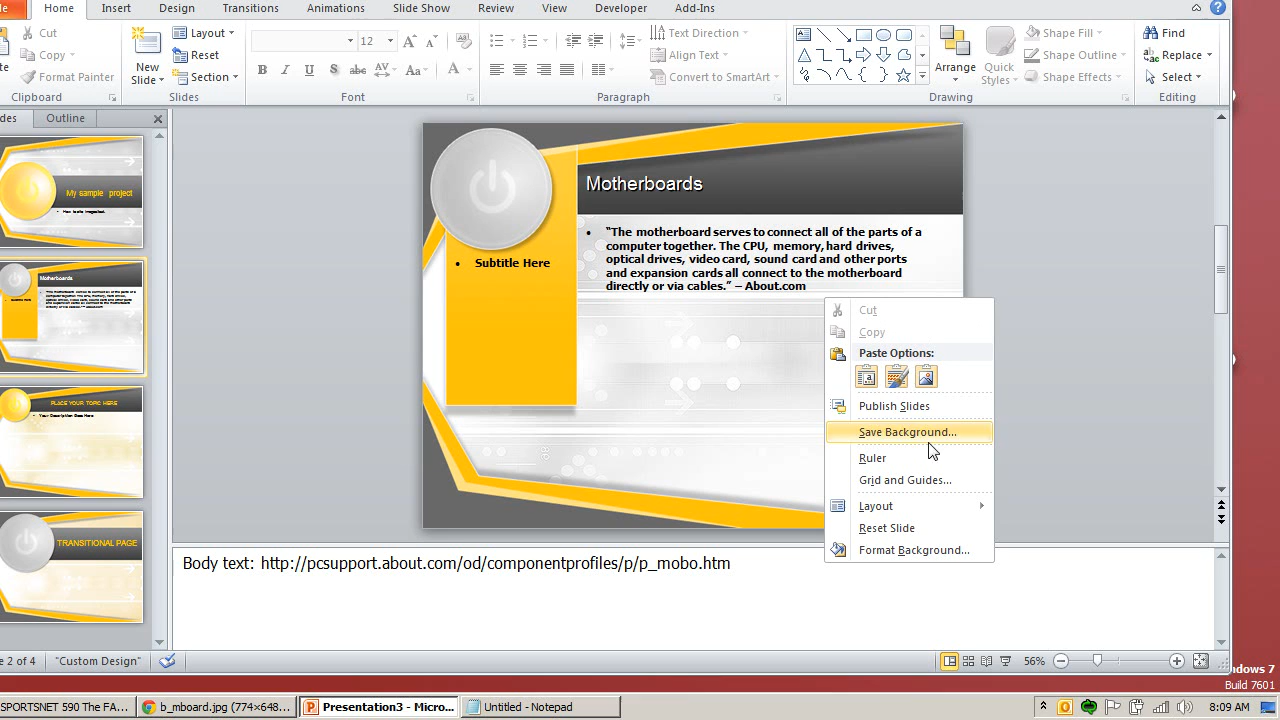 Home Insert Design Transitions Animations Slide Show Review View Developer Add-Ins
Cut
Copy
Format Painter
Clipboard
New
Slide
Layout
Reset
Section
Slides
12
Font
Paragraph
Text Direction
Align Text
Convert to SmartArt
Arrange
Quick
Styles
Shape Fill
Shape Outline
Shape Effects
Drawing
Find
Replace
Select
Editing
Outline
My sample project
Motherboards
PLACE YOUR TOPIC HERE
Your Description Goes Here
TRANSITIONAL PAGE
Motherboards
• Subtitle Here
• “The motherboard serves to connect all of the parts of a
computer together. The CPU, memory, hard drives,
optical drives, video card, sound card and other ports
and expansion cards all connect to the motherboard
directly or via cables.” – About.com
Cut
Copy
Paste Options:
Publish Slides
Save Background...
Ruler
Grid and Guides...
Layout
Reset Slide
Format Background...
Body text: http://pcsupport.about.com/od/componentprofiles/p/p_mobo.htm
e 2 of 4 "Custom Design" 56%
ndows 7
Build 7601
SPORTSNET 590 The FA... b_mboard.jpg (774×648... Presentation3 - Micro... Untitled - Notepad 8:09 AM